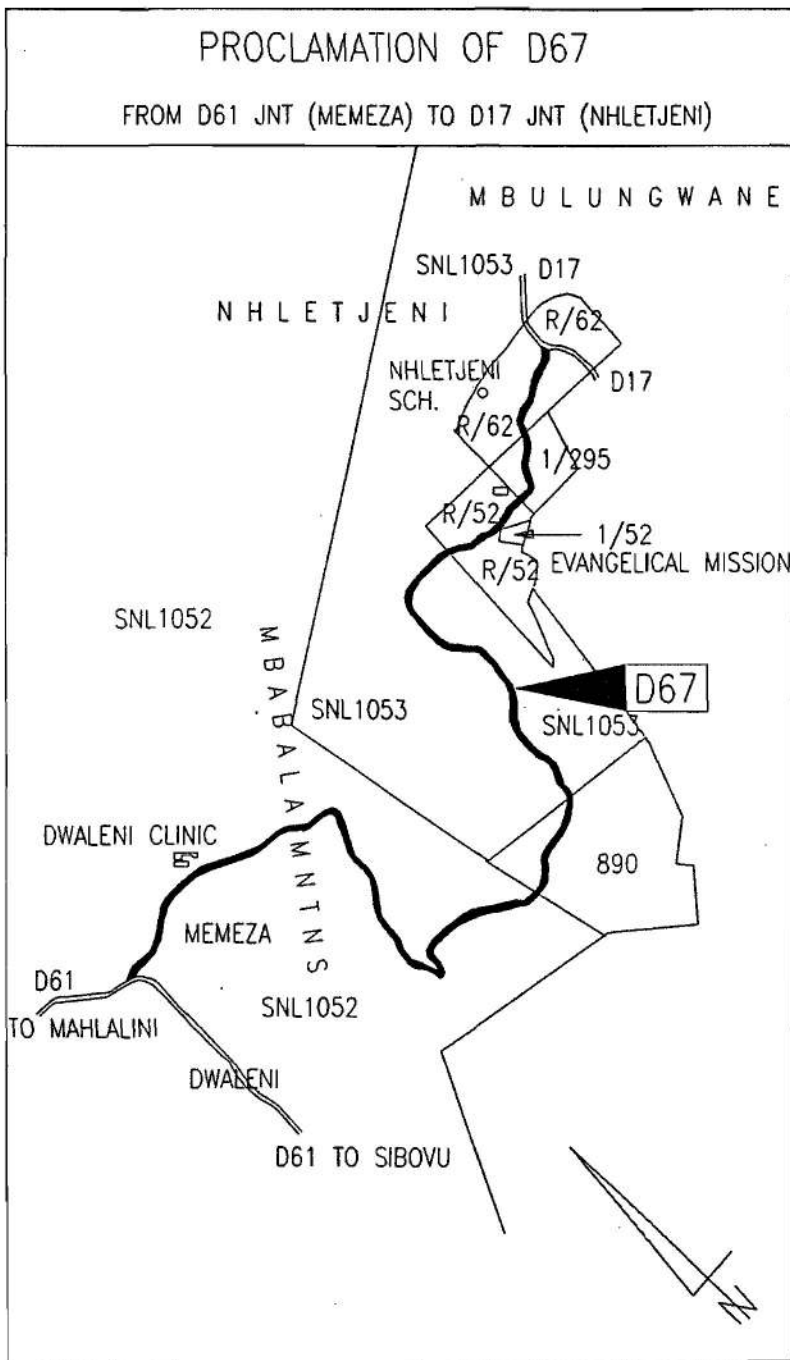 PROCLAMATION OF D67
FROM D61 JNT (MEMEZA) TO D17 JNT (NHLETJENI)
MBULUNGWANE
SNL1053
D17
NHLETJENI
R/62
NHLETJENI
SCH.
D17
R/62
1/295
R/52
1/52
EVANGELICAL MISSION
R/52
SNL1052
MBABALA MNTNS
SNL1053
D67
SNL1053
DWALENI CLINIC
890
MEMEZA
D61
SNL1052
TO MAHLALINI
DWALENI
D61 TO SIBOVU
N